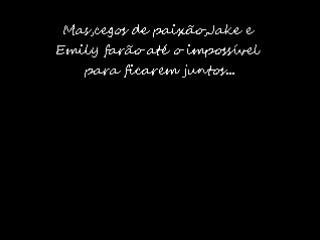 Mas,cegos de paixão,Jake e
Emily farão até o impossível
para ficarem juntos...